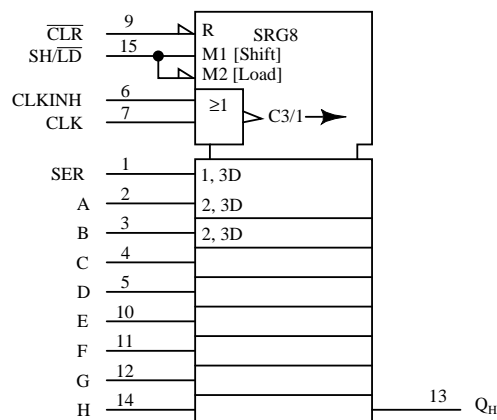 9
CLR R SRG8
15
SH/LD M1 [Shift]
M2 [Load]
6
CLKINH ≥1
7
CLK C3/1
1
SER 1, 3D
2
A 2, 3D
3
B 2, 3D
4
C
5
D
10
E
11
F
12
G
14 13
H QH